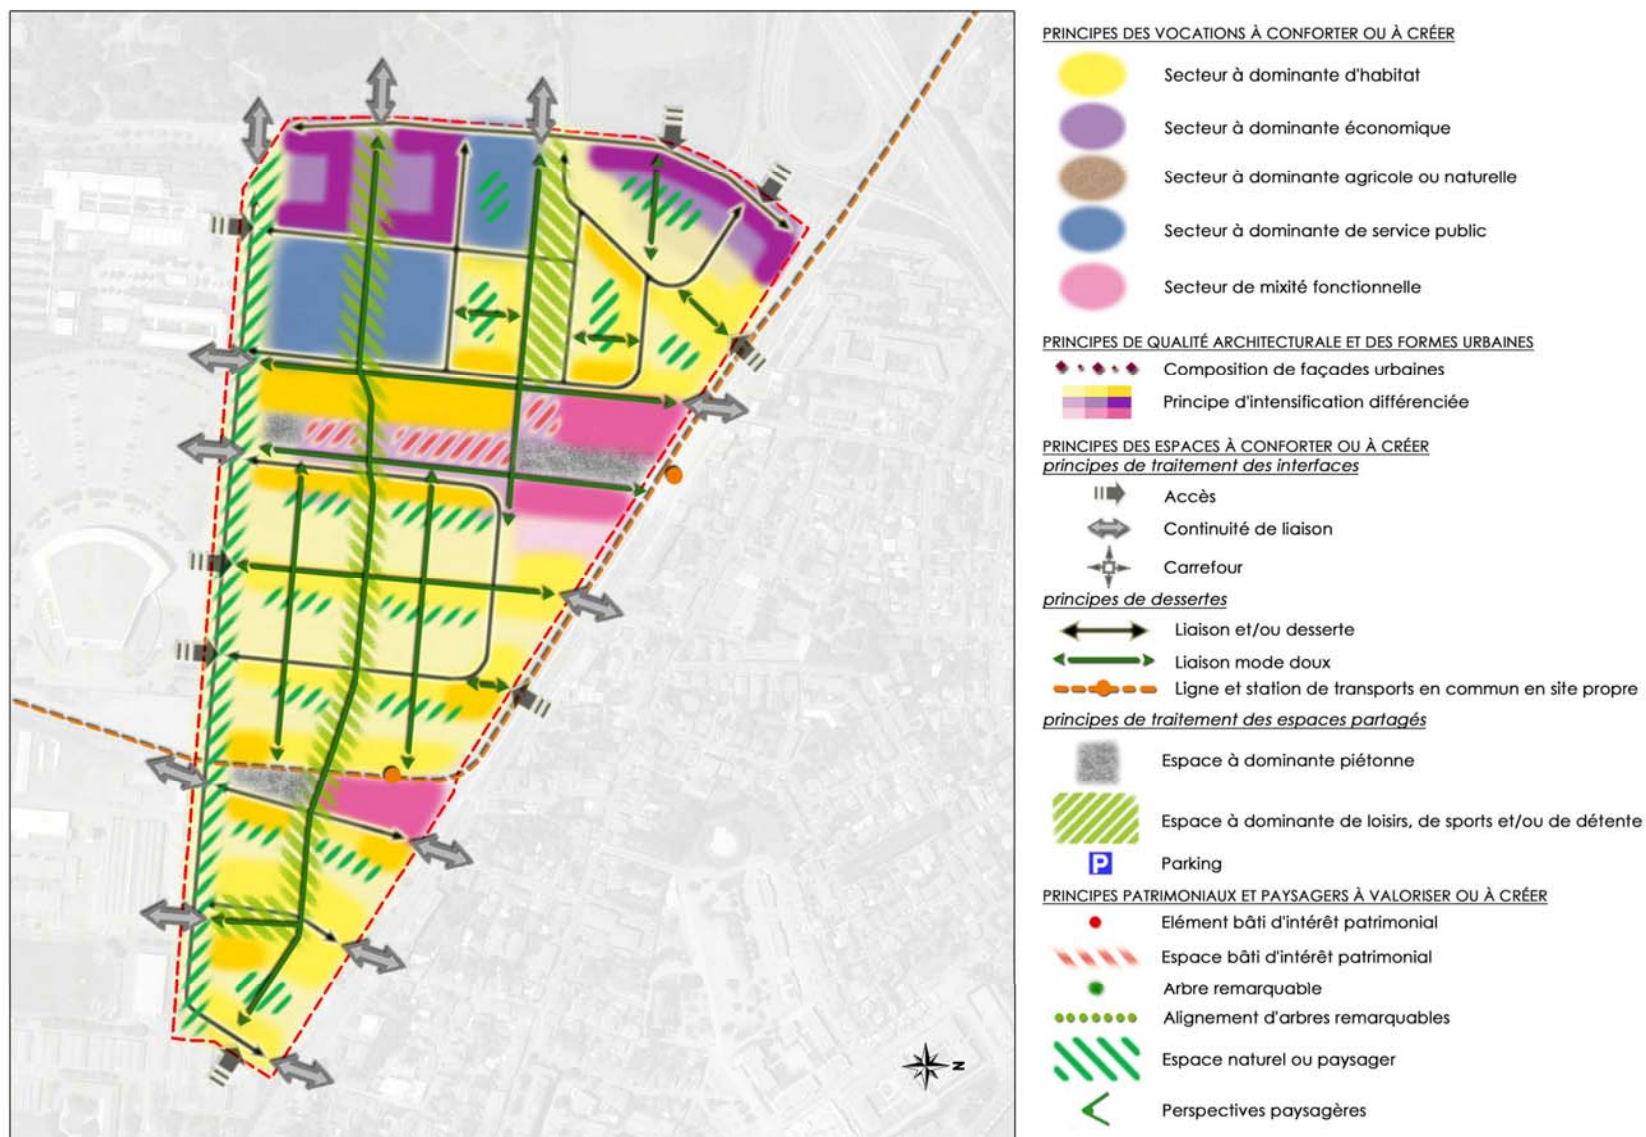 PRINCIPES DES VOCATIONS À CONFORTER OU À CRÉER
Secteur à dominante d'habitat
Secteur à dominante économique
Secteur à dominante agricole ou naturelle
Secteur à dominante de service public
Secteur de mixité fonctionnelle
PRINCIPES DE QUALITÉ ARCHITECTURALE ET DES FORMES URBAINES
Composition de façades urbaines
Principe d'intensification différenciée
PRINCIPES DES ESPACES À CONFORTER OU À CRÉER
principes de traitement des interfaces
Accès
Continuité de liaison
Carrefour
principes de dessertes
Liaison et/ou desserte
Liaison mode doux
Ligne et station de transports en commun en site propre
principes de traitement des espaces partagés
Espace à dominante piétonne
Espace à dominante de loisirs, de sports et/ou de détente
P Parking
PRINCIPES PATRIMONIAUX ET PAYSAGERS À VALORISER OU À CRÉER
Elément bâti d'intérêt patrimonial
Espace bâti d'intérêt patrimonial
Arbre remarquable
Alignement d'arbres remarquables
Espace naturel ou paysager
Perspectives paysagères
N